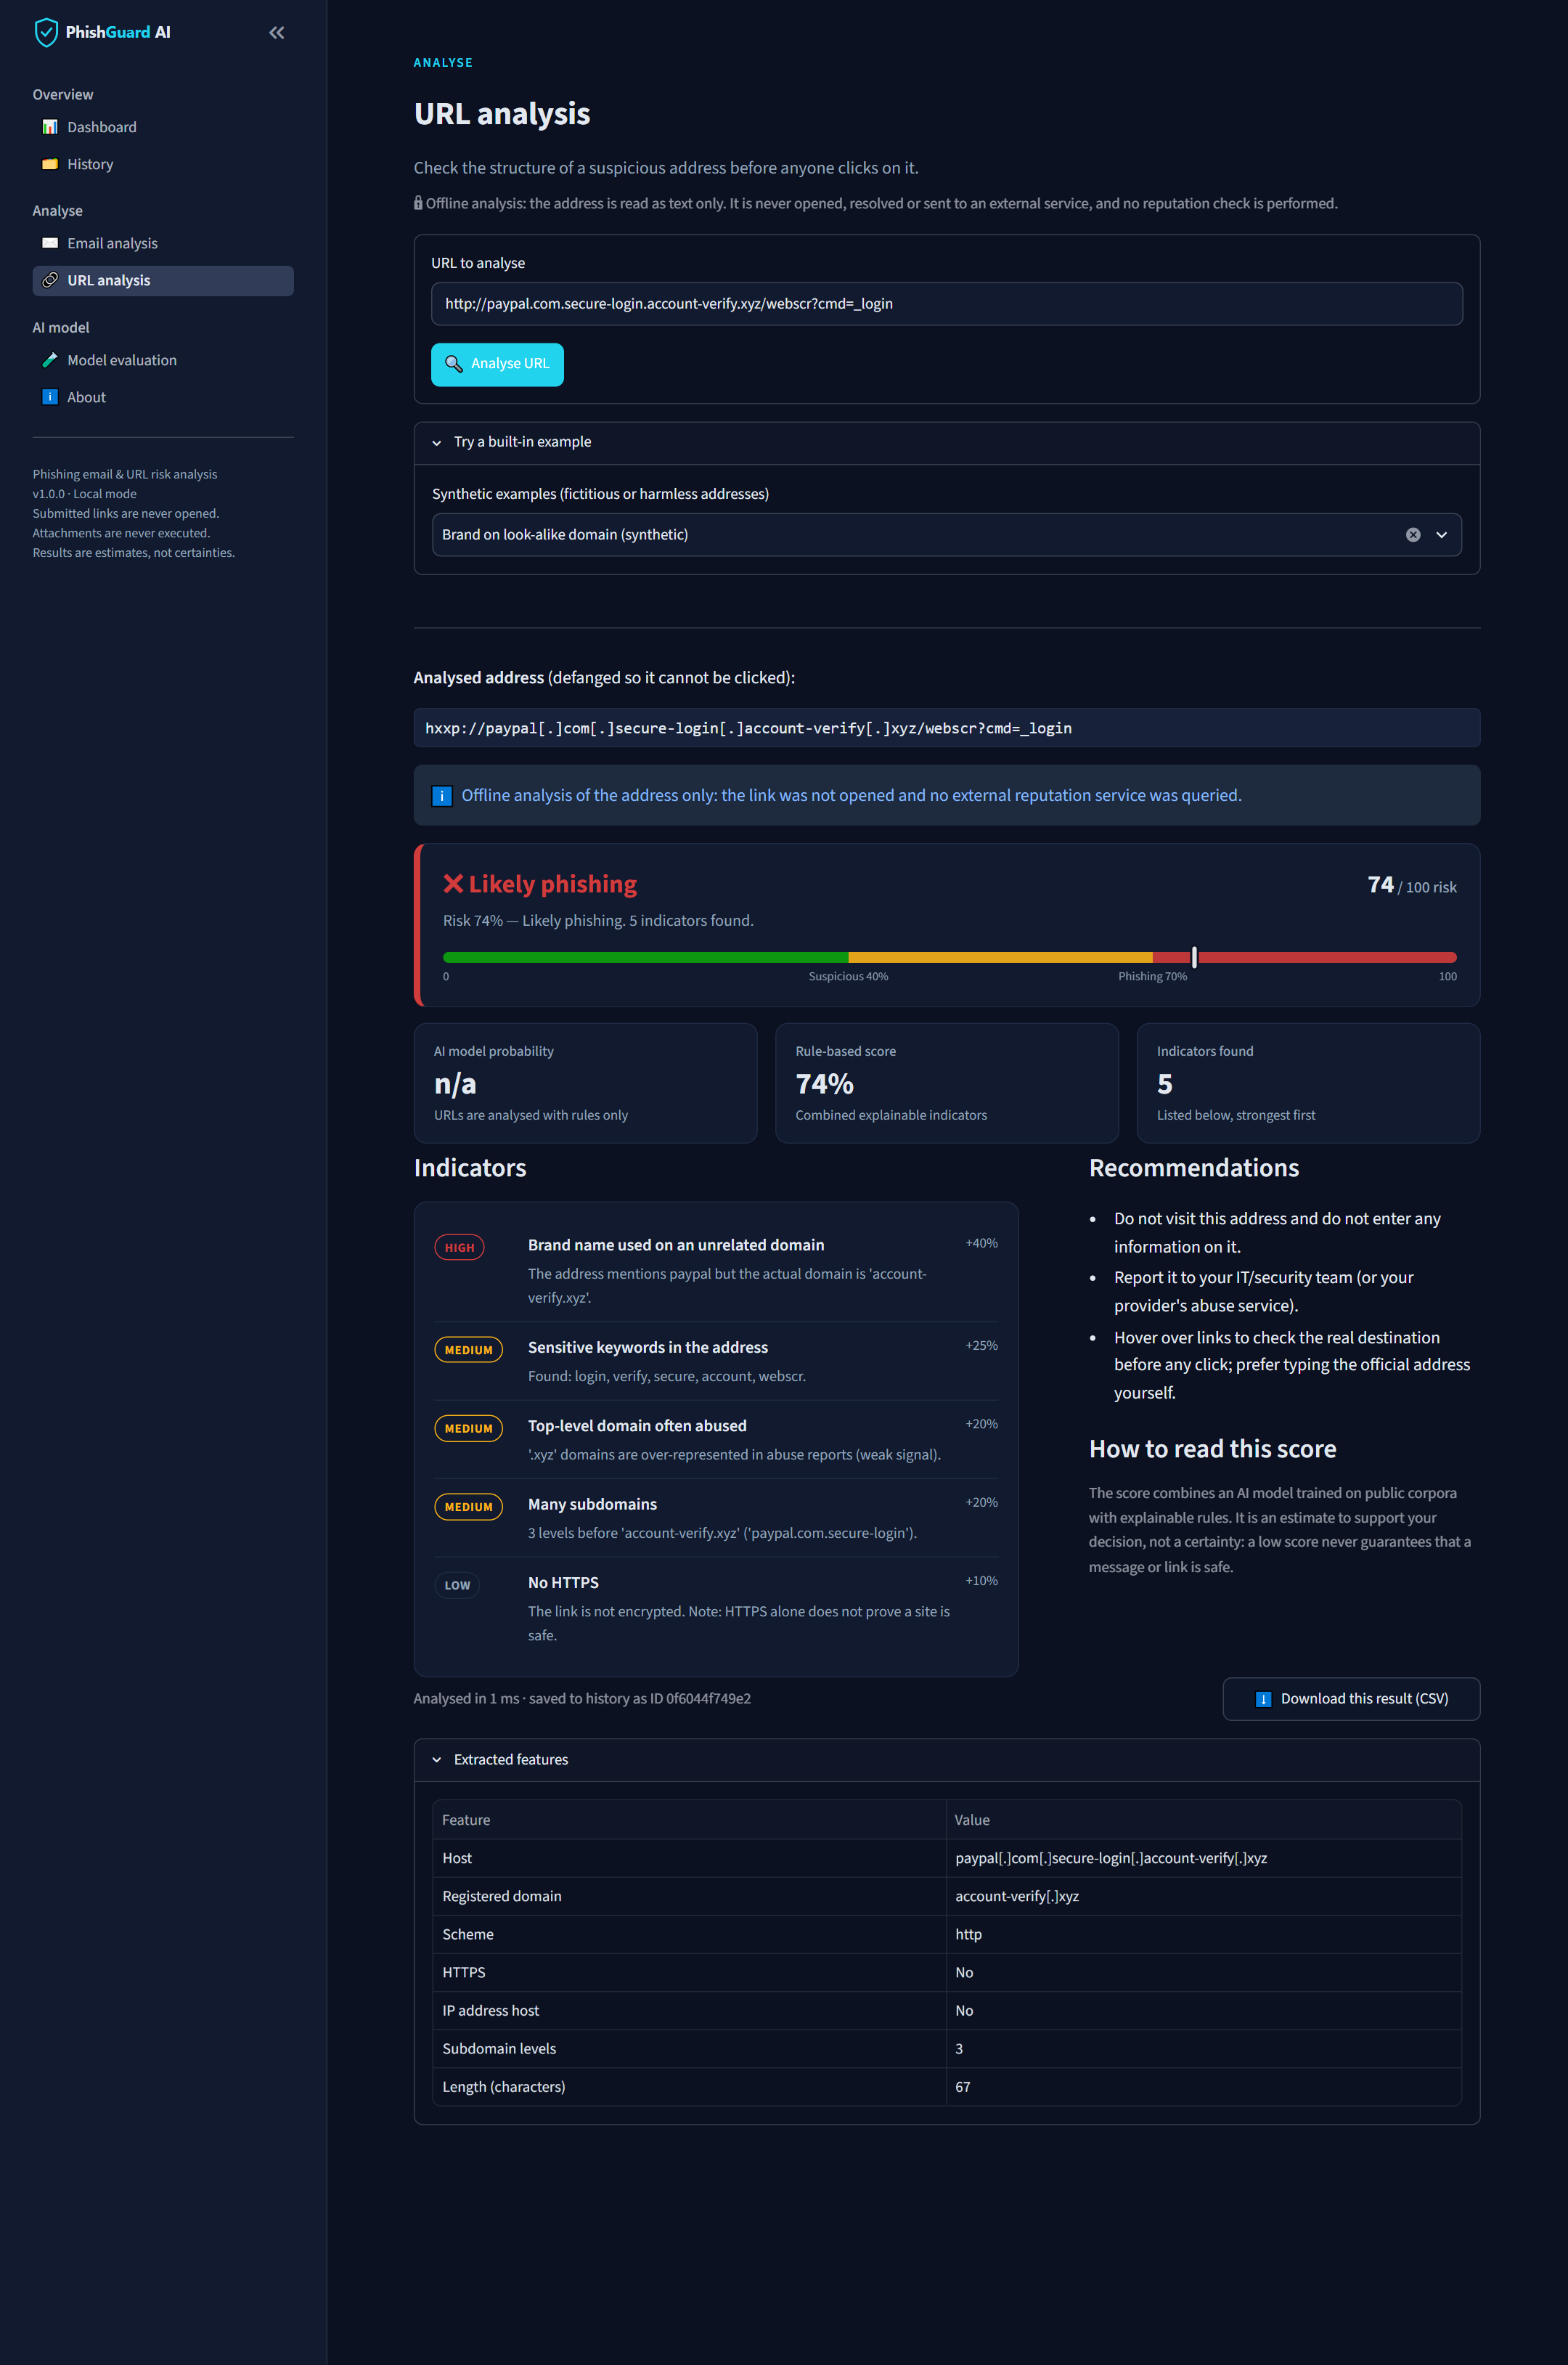 PhishGuard AI
Overview
Dashboard
History
Analyse
Email analysis
URL analysis
AI model
Model evaluation
About
Phishing email & URL risk analysis
v1.0.0 · Local mode
Submitted links are never opened.
Attachments are never executed.
Results are estimates, not certainties.
ANALYSE
URL analysis
Check the structure of a suspicious address before anyone clicks on it.
Offline analysis: the address is read as text only. It is never opened, resolved or sent to an external service, and no reputation check is performed.
URL to analyse
http://paypal.com.secure-login.account-verify.xyz/webscr?cmd=_login
Analyse URL
Try a built-in example
Synthetic examples (fictitious or harmless addresses)
Brand on look-alike domain (synthetic)
Analysed address (defanged so it cannot be clicked):
hxxp://paypal[.]com[.]secure-login[.]account-verify[.]xyz/webscr?cmd=_login
Offline analysis of the address only: the link was not opened and no external reputation service was queried.
❌ Likely phishing
74 / 100 risk
Risk 74% — Likely phishing. 5 indicators found.
0
Suspicious 40%
Phishing 70%
100
AI model probability
n/a
URLs are analysed with rules only
Rule-based score
74%
Combined explainable indicators
Indicators found
5
Listed below, strongest first
Indicators
HIGH
Brand name used on an unrelated domain
+40%
The address mentions paypal but the actual domain is 'account-
verify.xyz'.
MEDIUM
Sensitive keywords in the address
+25%
Found: login, verify, secure, account, webscr.
MEDIUM
Top-level domain often abused
+20%
'.xyz' domains are over-represented in abuse reports (weak signal).
MEDIUM
Many subdomains
+20%
3 levels before 'account-verify.xyz' ('paypal.com.secure-login').
LOW
No HTTPS
+10%
The link is not encrypted. Note: HTTPS alone does not prove a site is
safe.
Recommendations
• Do not visit this address and do not enter any
information on it.
• Report it to your IT/security team (or your
provider's abuse service).
• Hover over links to check the real destination
before any click; prefer typing the official address
yourself.
How to read this score
The score combines an AI model trained on public corpora
with explainable rules. It is an estimate to support your
decision, not a certainty: a low score never guarantees that a
message or link is safe.
Analysed in 1 ms · saved to history as ID 0f6044f749e2
Download this result (CSV)
Extracted features
Feature
Value
Host
paypal[.]com[.]secure-login[.]account-verify[.]xyz
Registered domain
account-verify[.]xyz
Scheme
http
HTTPS
No
IP address host
No
Subdomain levels
3
Length (characters)
67